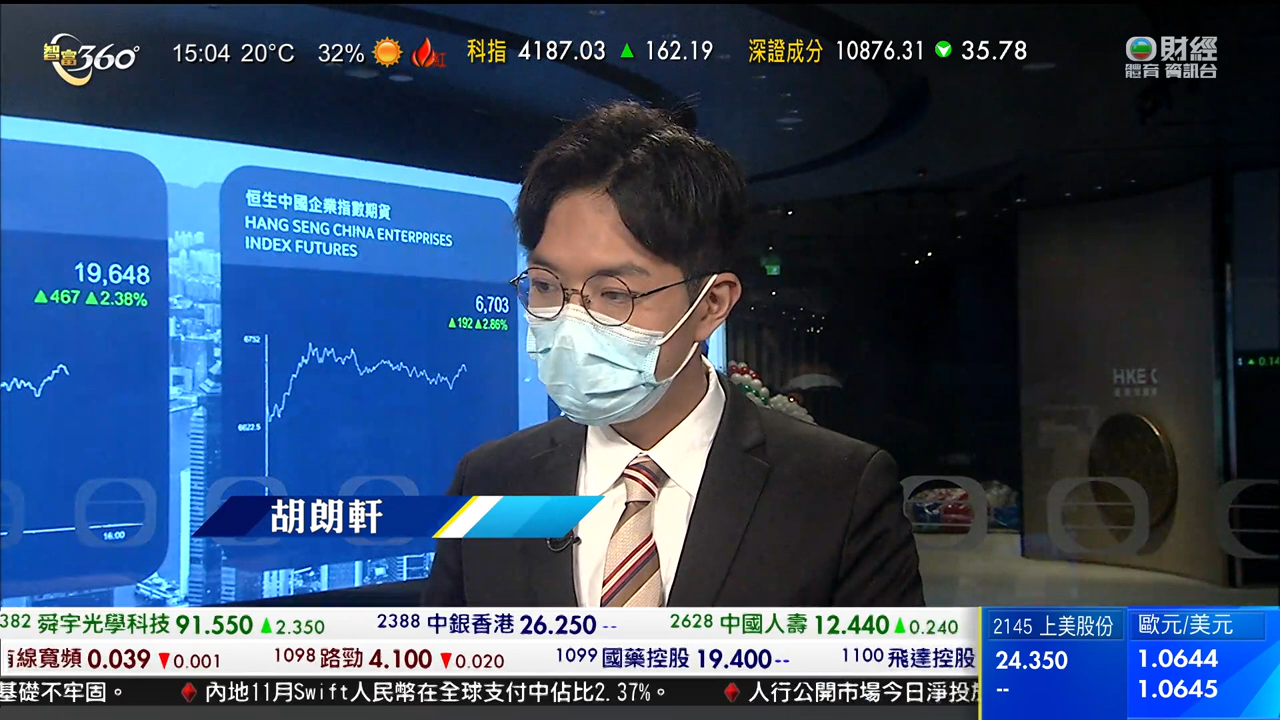 智富360°
15:04 20°C 32%
科指 4187.03 ▲ 162.19 深證成分 10876.31 ▼ 35.78
財經
體育 資訊台
恒生中國企業指數期貨
HANG SENG CHINA ENTERPRISES
INDEX FUTURES
19,648
▲467 ▲2.38%
6,703
▲192 ▲2.86%
6752
6622.5
16:00
HKE
胡朗軒
382 舜宇光學科技 91.550 ▲2.350 2388 中銀香港 26.250 -- 2628 中國人壽 12.440 ▲0.240
線寬頻 0.039 ▼0.001 1098 路勁 4.100 ▼0.020 1099 國藥控股 19.400 -- 1100 飛達控股
基礎不牢固。 內地11月Swift人民幣在全球支付中佔比2.37%。 人行公開市場今日淨投放
2145 上美股份
24.350
--
歐元/美元
1.0644
1.0645